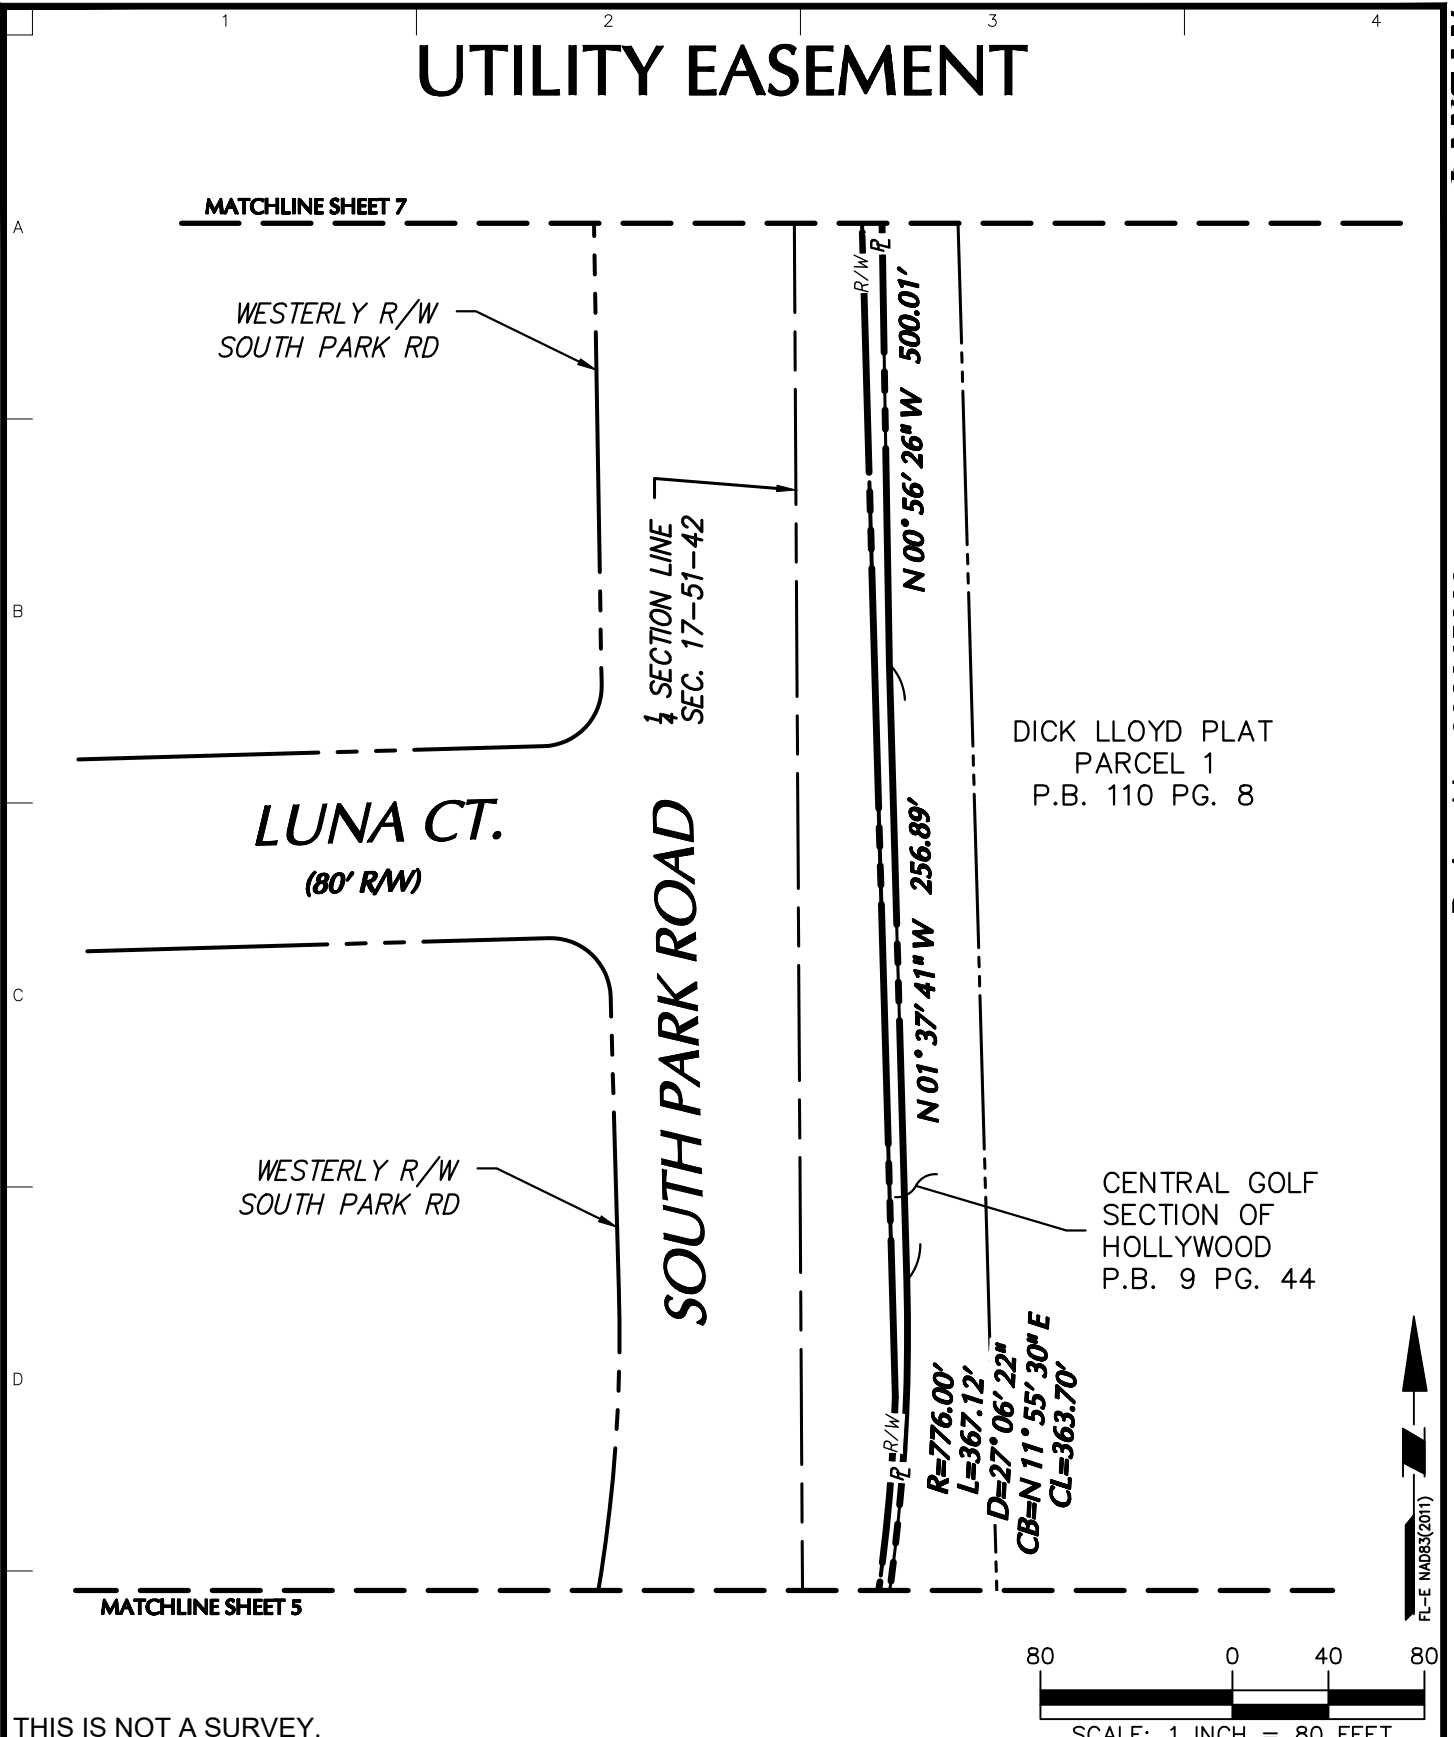 1 2 3 4
UTILITY EASEMENT
MATCHLINE SHEET 7
A
R/W
PL
WESTERLY R/W
SOUTH PARK RD
N 00° 56' 26" W 500.01'
1/4 SECTION LINE
SEC. 17-51-42
B
DICK LLOYD PLAT
PARCEL 1
P.B. 110 PG. 8
LUNA CT.
(80' R/W)
SOUTH PARK ROAD
N 01° 37' 41" W 256.89'
C
WESTERLY R/W
SOUTH PARK RD
CENTRAL GOLF
SECTION OF
HOLLYWOOD
P.B. 9 PG. 44
D
R/W
PL
R=776.00'
L=367.12'
D=27° 06' 22"
CB=N 11° 55' 30" E
CL=363.70'
FL-E NAD83(2011)
MATCHLINE SHEET 5
80 0 40 80
SCALE: 1 INCH = 80 FEET
THIS IS NOT A SURVEY.